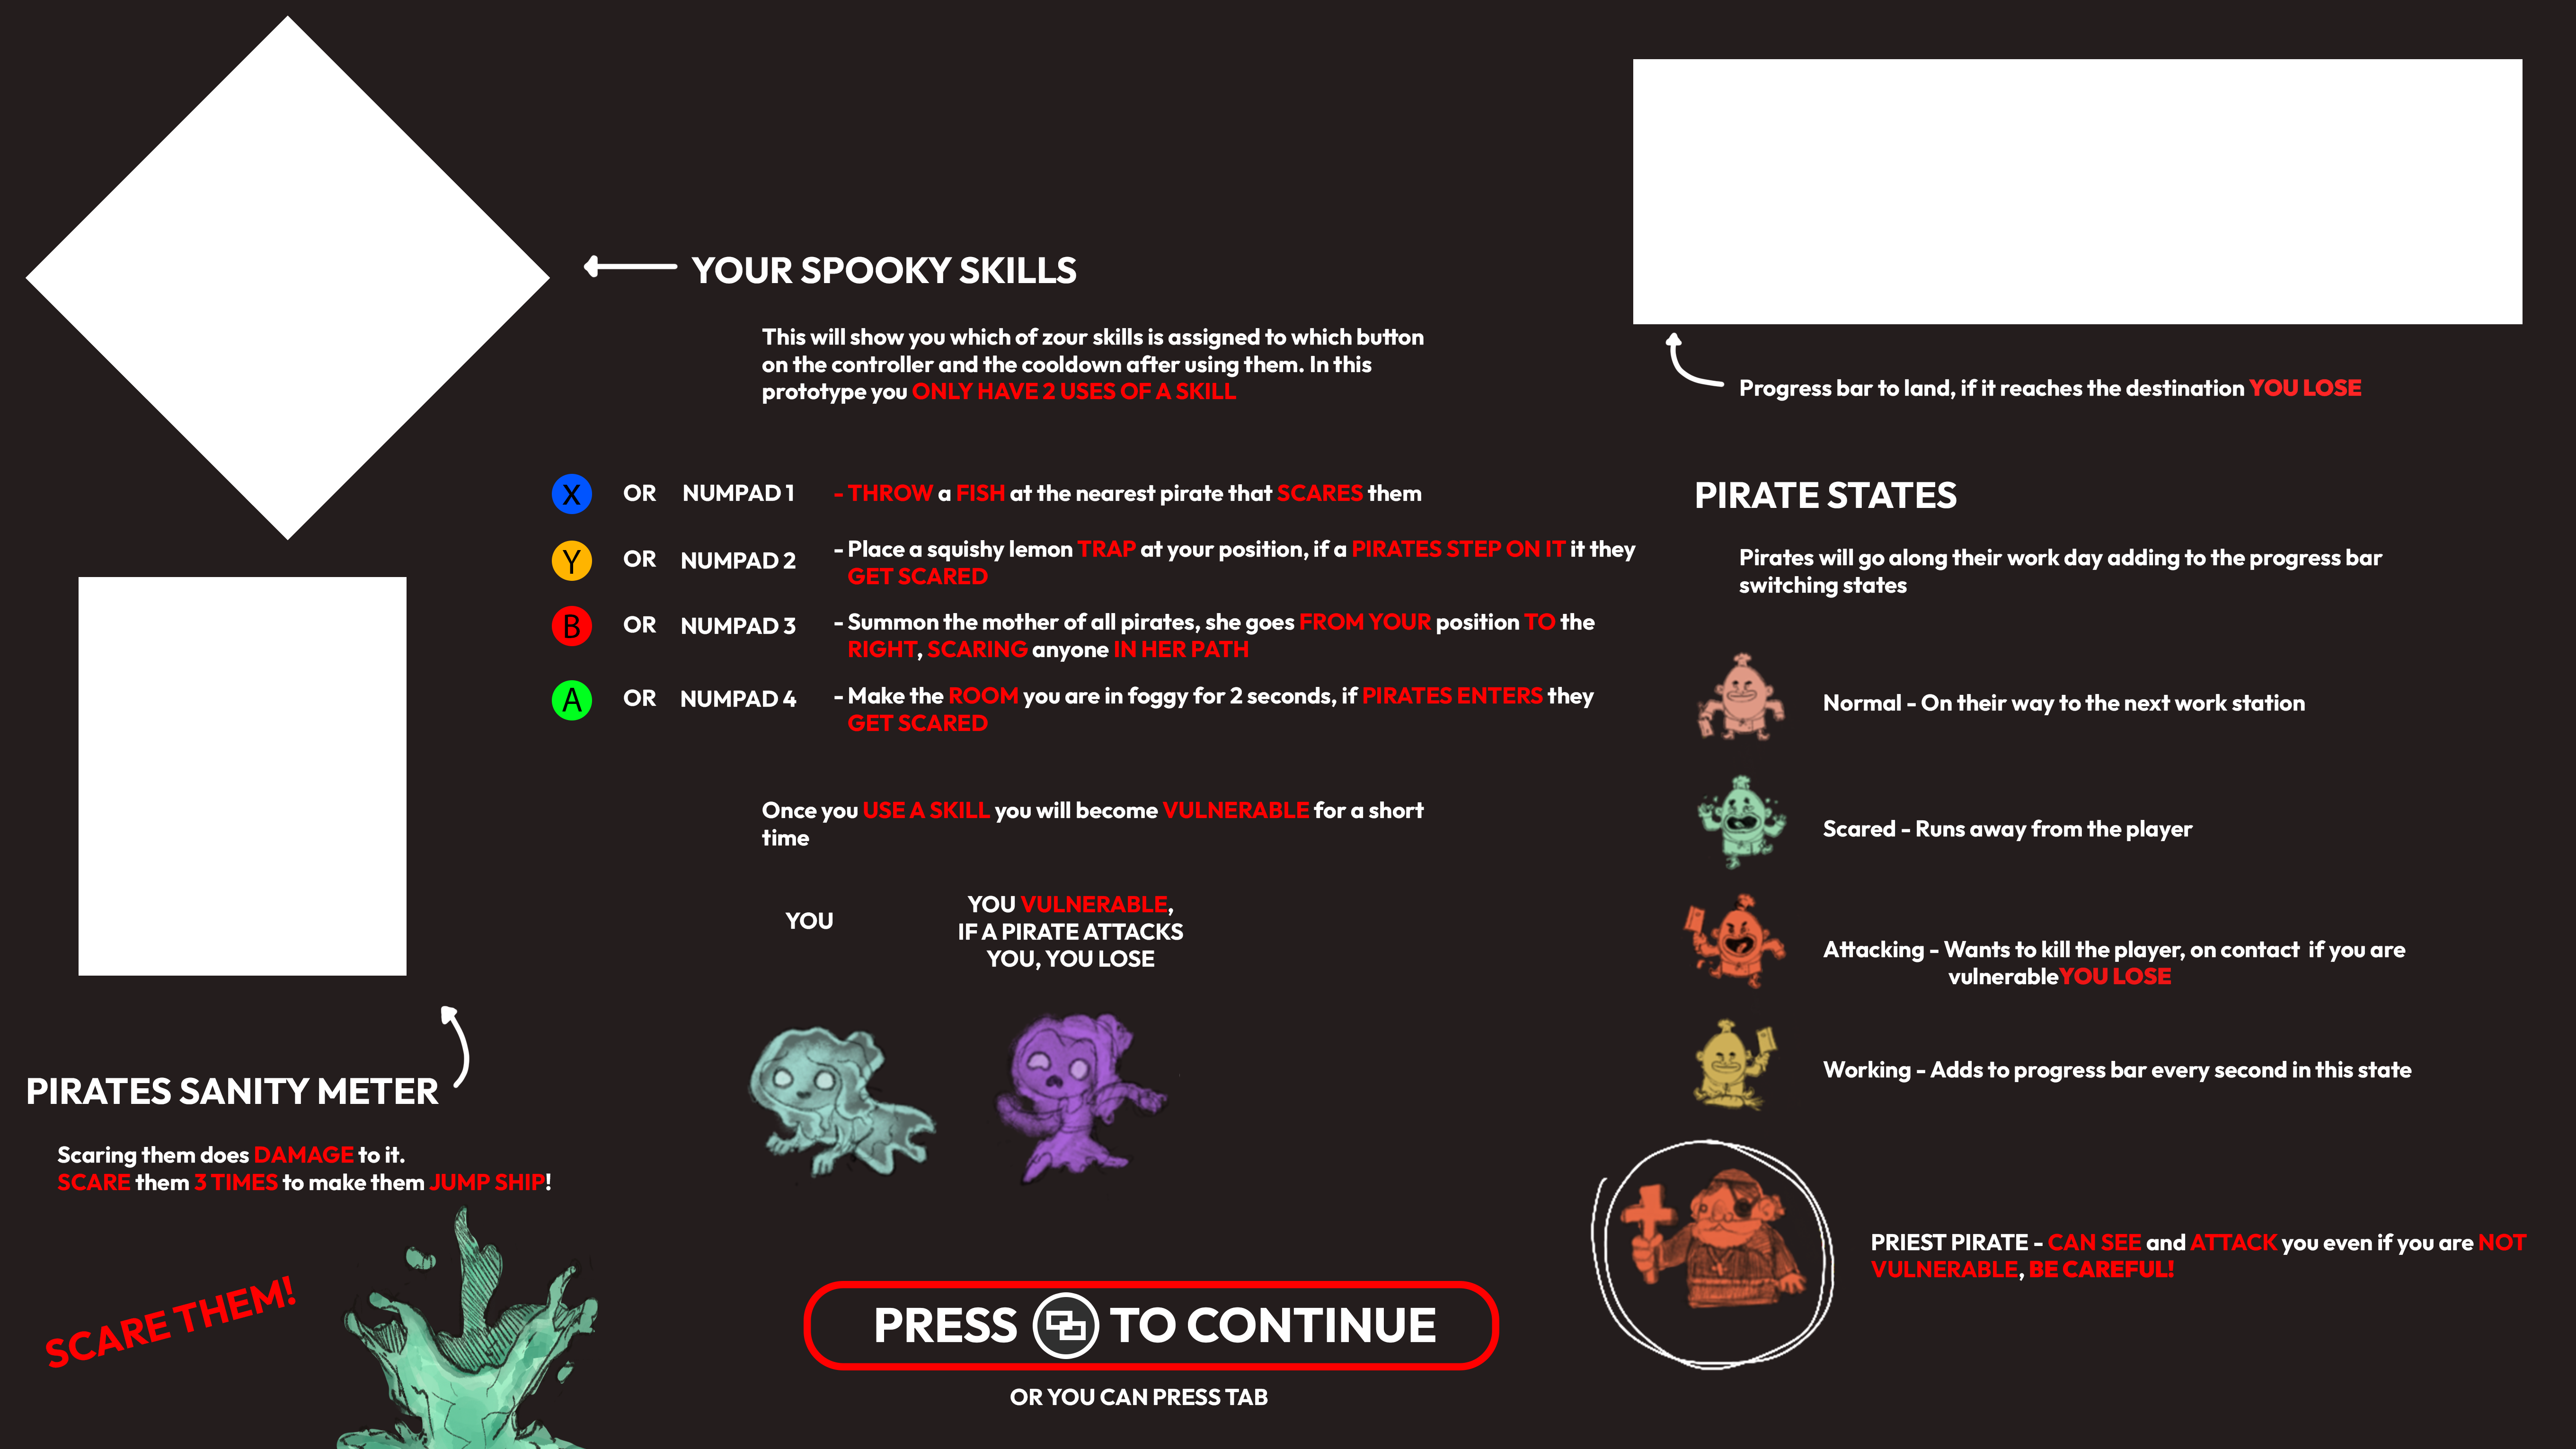 YOUR SPOOKY SKILLS
This will show you which of zour skills is assigned to which button
on the controller and the cooldown after using them. In this
prototype you ONLY HAVE 2 USES OF A SKILL
X OR NUMPAD 1 - THROW a FISH at the nearest pirate that SCARES them
Y OR NUMPAD 2 - Place a squishy lemon TRAP at your position, if a PIRATES STEP ON IT it they
GET SCARED
B OR NUMPAD 3 - Summon the mother of all pirates, she goes FROM YOUR position TO the
RIGHT, SCARING anyone IN HER PATH
A OR NUMPAD 4 - Make the ROOM you are in foggy for 2 seconds, if PIRATES ENTERS they
GET SCARED
Once you USE A SKILL you will become VULNERABLE for a short
time
YOU
YOU VULNERABLE,
IF A PIRATE ATTACKS
YOU, YOU LOSE
PIRATES SANITY METER
Scaring them does DAMAGE to it.
SCARE them 3 TIMES to make them JUMP SHIP!
SCARE THEM!
PRESS TO CONTINUE
OR YOU CAN PRESS TAB
Progress bar to land, if it reaches the destination YOU LOSE
PIRATE STATES
Pirates will go along their work day adding to the progress bar
switching states
Normal - On their way to the next work station
Scared - Runs away from the player
Attacking - Wants to kill the player, on contact if you are
vulnerableYOU LOSE
Working - Adds to progress bar every second in this state
PRIEST PIRATE - CAN SEE and ATTACK you even if you are NOT
VULNERABLE, BE CAREFUL!